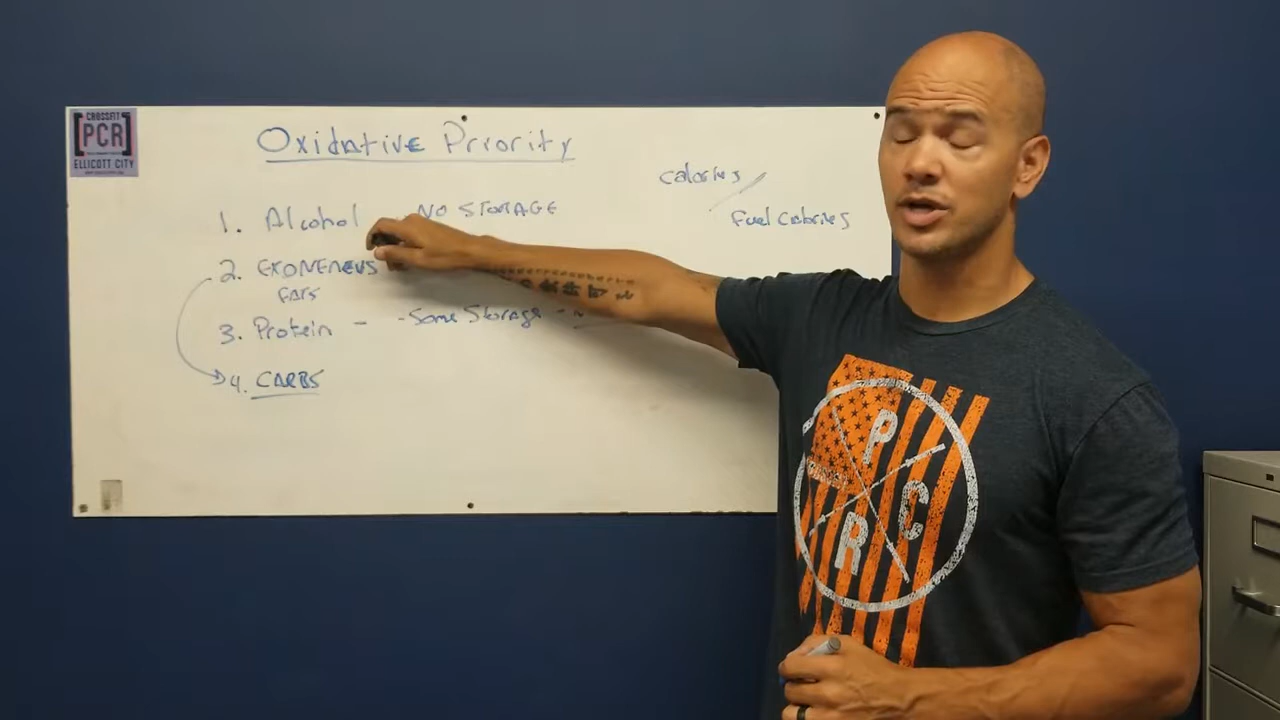 CROSSFIT
PCR
ELLICOTT CITY
Oxidative Priority
calories
Fuel Calories
1. Alcohol - NO STORAGE
2. EXONENEUS
FATS
3. Protein - - Some Storage -
4. CARBS
P
C
R